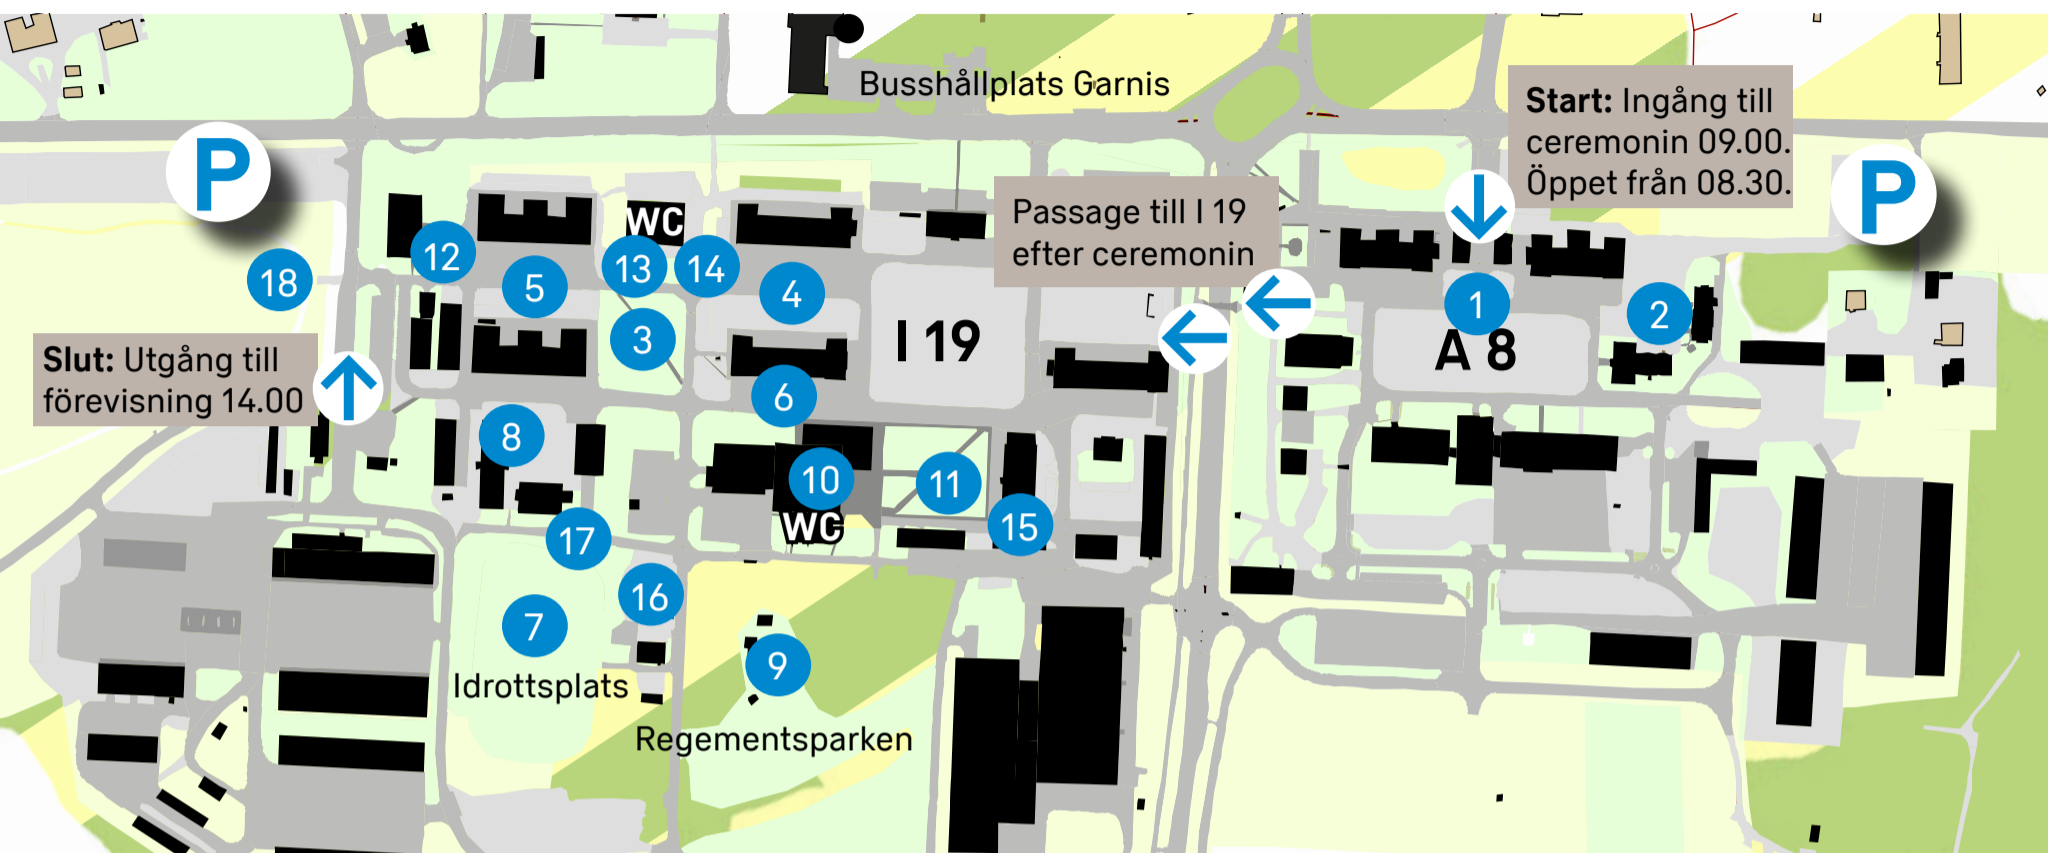 Busshållplats Garnis
Start: Ingång till
ceremonin 09.00.
Öppet från 08.30.
P
P
Passage till I 19
efter ceremonin
WC
12
13
14
18
5
4
1
2
3
I 19
A 8
Slut: Utgång till
förevisning 14.00
6
8
10
11
WC
15
17
16
7
9
Idrottsplats
Regementsparken